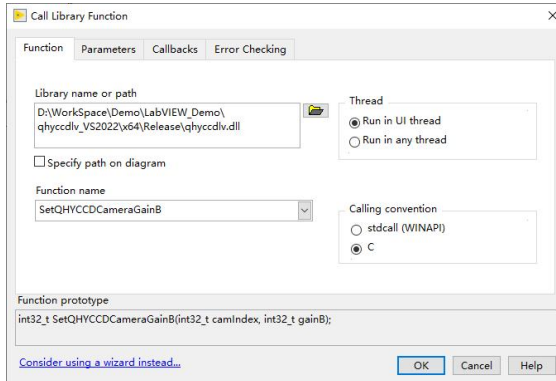 Call Library Function
Function
Parameters
Callbacks
Error Checking
Library name or path
D:\WorkSpace\Demo\LabVIEW_Demo\
qhyccdlv_VS2022\x64\Release\qhyccdlv.dll
Specify path on diagram
Function name
SetQHYCCDCameraGainB
Thread
Run in UI thread
Run in any thread
Calling convention
stdcall (WINAPI)
C
Function prototype
int32_t SetQHYCCDCameraGainB(int32_t camIndex, int32_t gainB);
Consider using a wizard instead...
OK
Cancel
Help